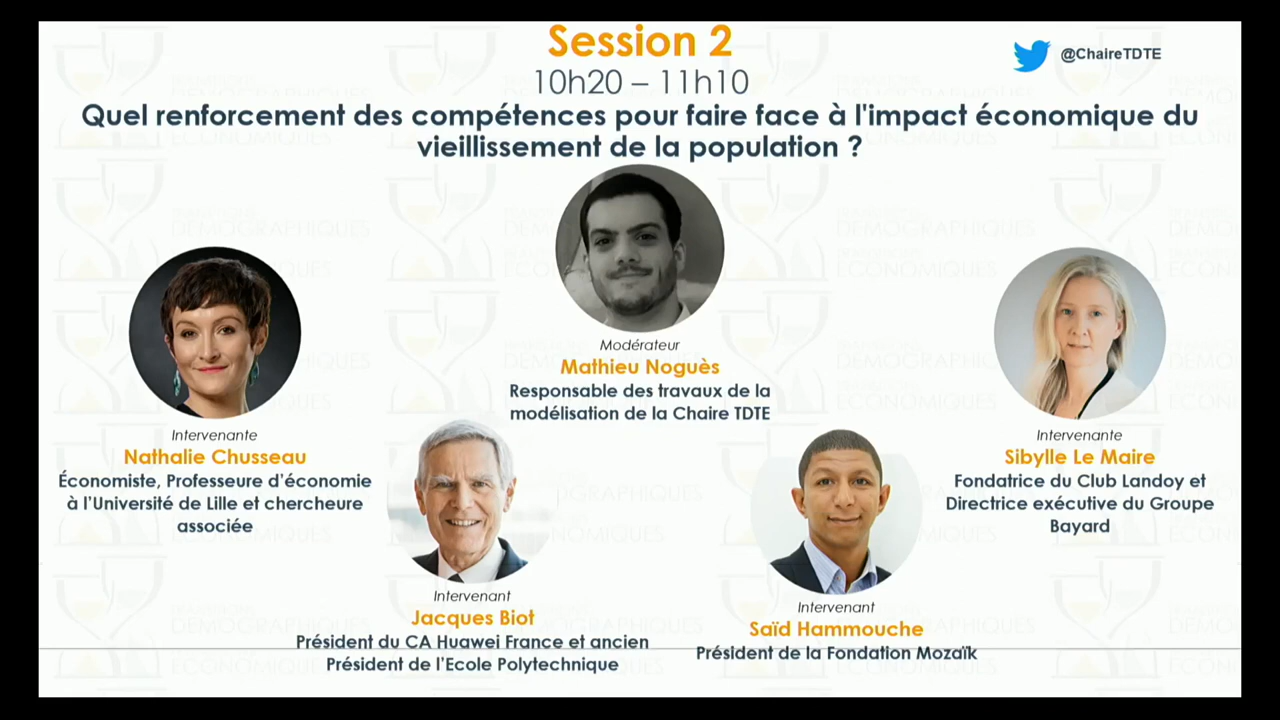 Session 2
@ChaireTDTE
10h20 – 11h10
Quel renforcement des compétences pour faire face à l'impact économique du
vieillissement de la population ?
Modérateur
Mathieu Noguès
Responsable des travaux de la
modélisation de la Chaire TDTE
Intervenante
Nathalie Chusseau
Économiste, Professeure d'économie
à l'Université de Lille et chercheure
associée
Intervenante
Sibylle Le Maire
Fondatrice du Club Landoy et
Directrice exécutive du Groupe
Bayard
Intervenant
Jacques Biot
Président du CA Huawei France et ancien
Président de l'Ecole Polytechnique
Intervenant
Saïd Hammouche
Président de la Fondation Mozaïk